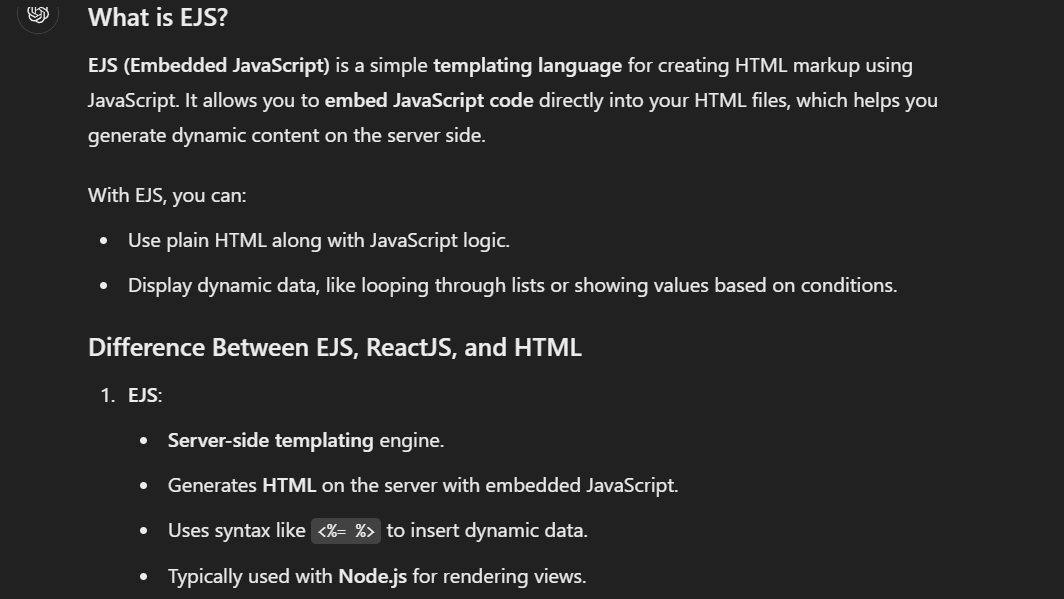 What is EJS?
EJS (Embedded JavaScript) is a simple templating language for creating HTML markup using
JavaScript. It allows you to embed JavaScript code directly into your HTML files, which helps you
generate dynamic content on the server side.
With EJS, you can:
• Use plain HTML along with JavaScript logic.
• Display dynamic data, like looping through lists or showing values based on conditions.
Difference Between EJS, ReactJS, and HTML
1. EJS:
• Server-side templating engine.
• Generates HTML on the server with embedded JavaScript.
• Uses syntax like <%= %> to insert dynamic data.
• Typically used with Node.js for rendering views.